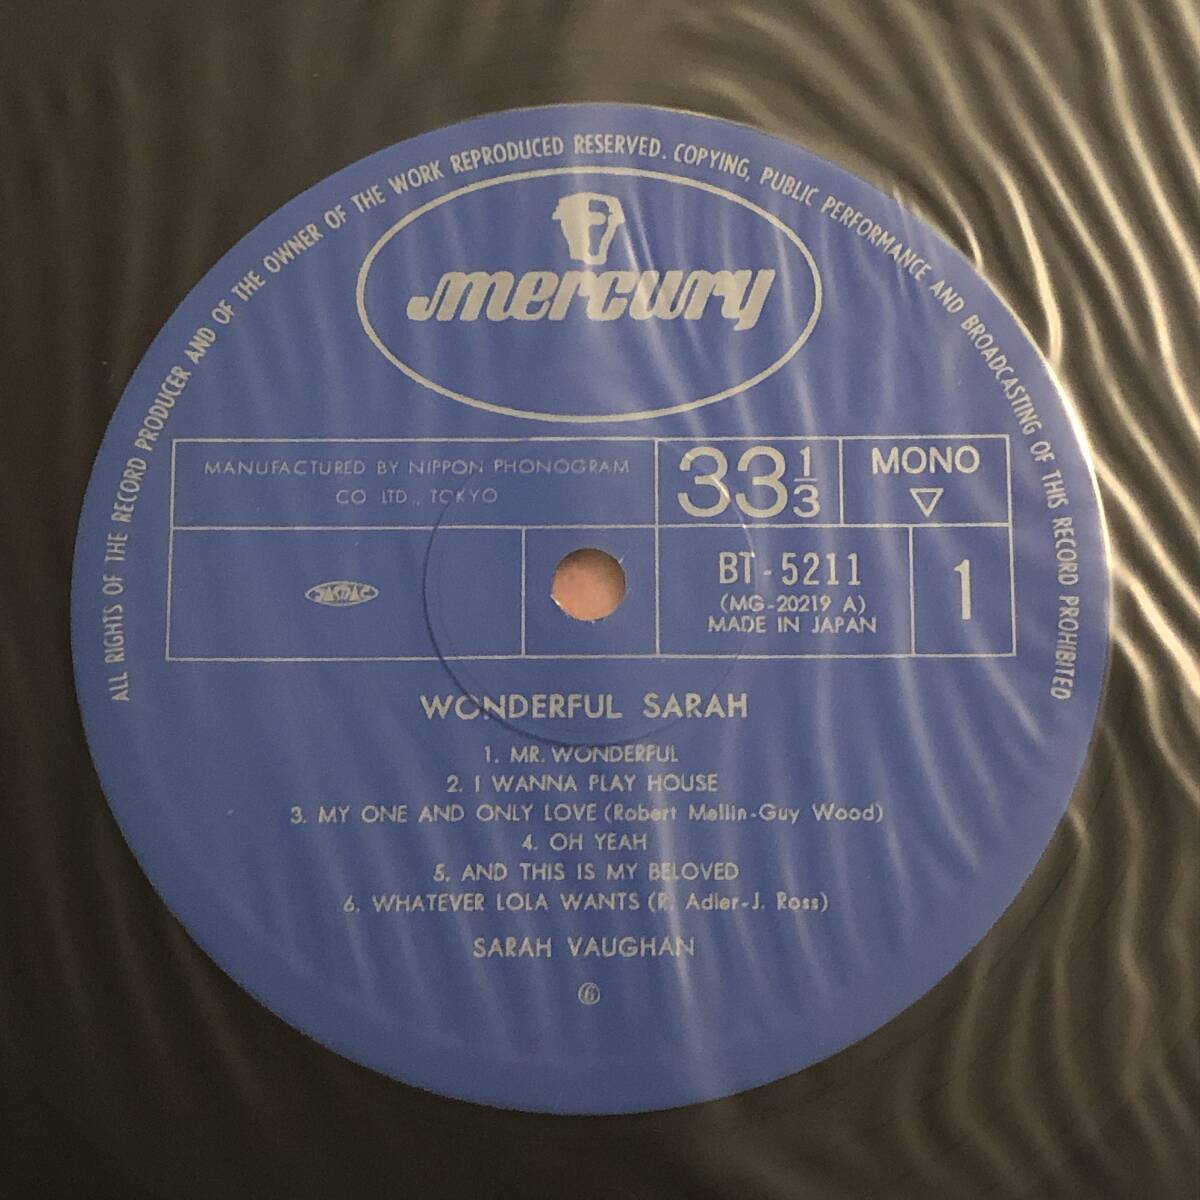 ALL RIGHTS OF THE RECORD PRODUCER AND OF THE OWNER OF THE WORK REPRODUCED RESERVED. COPYING, PUBLIC PERFORMANCE AND BROADCASTING OF THIS RECORD PROHIBITED
mercury
MANUFACTURED BY NIPPON PHONOGRAM
CO LTD., TOKYO
33 1/3
MONO
▽
JASRAC
BT-5211
(MG-20219 A)
MADE IN JAPAN
1
WONDERFUL SARAH
1. MR. WONDERFUL
2. I WANNA PLAY HOUSE
3. MY ONE AND ONLY LOVE (Robert Mellin-Guy Wood)
4. OH YEAH
5. AND THIS IS MY BELOVED
6. WHATEVER LOLA WANTS (R. Adler-J. Ross)
SARAH VAUGHAN
6